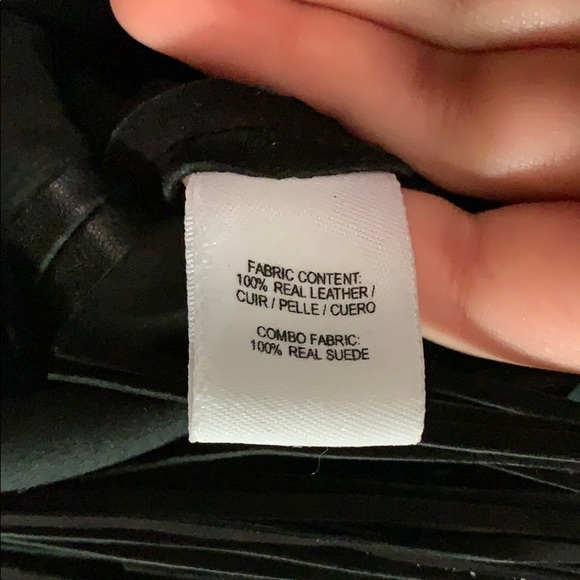 FABRIC CONTENT:
100% REAL LEATHER /
CUIR / PELLE / CUERO
COMBO FABRIC:
100% REAL SUEDE